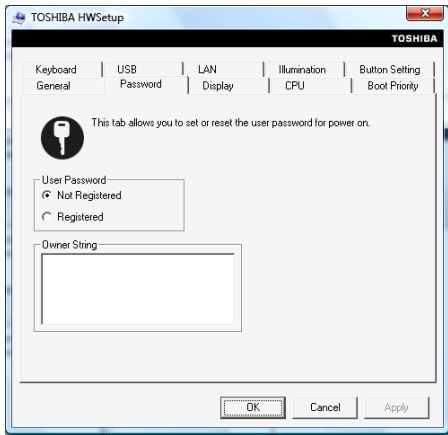 TOSHIBA HWSetup
TOSHIBA
Keyboard USB LAN Illumination Button Setting
General Password Display CPU Boot Priority
This tab allows you to set or reset the user password for power on.
User Password
Not Registered
Registered
Owner String
OK Cancel Apply